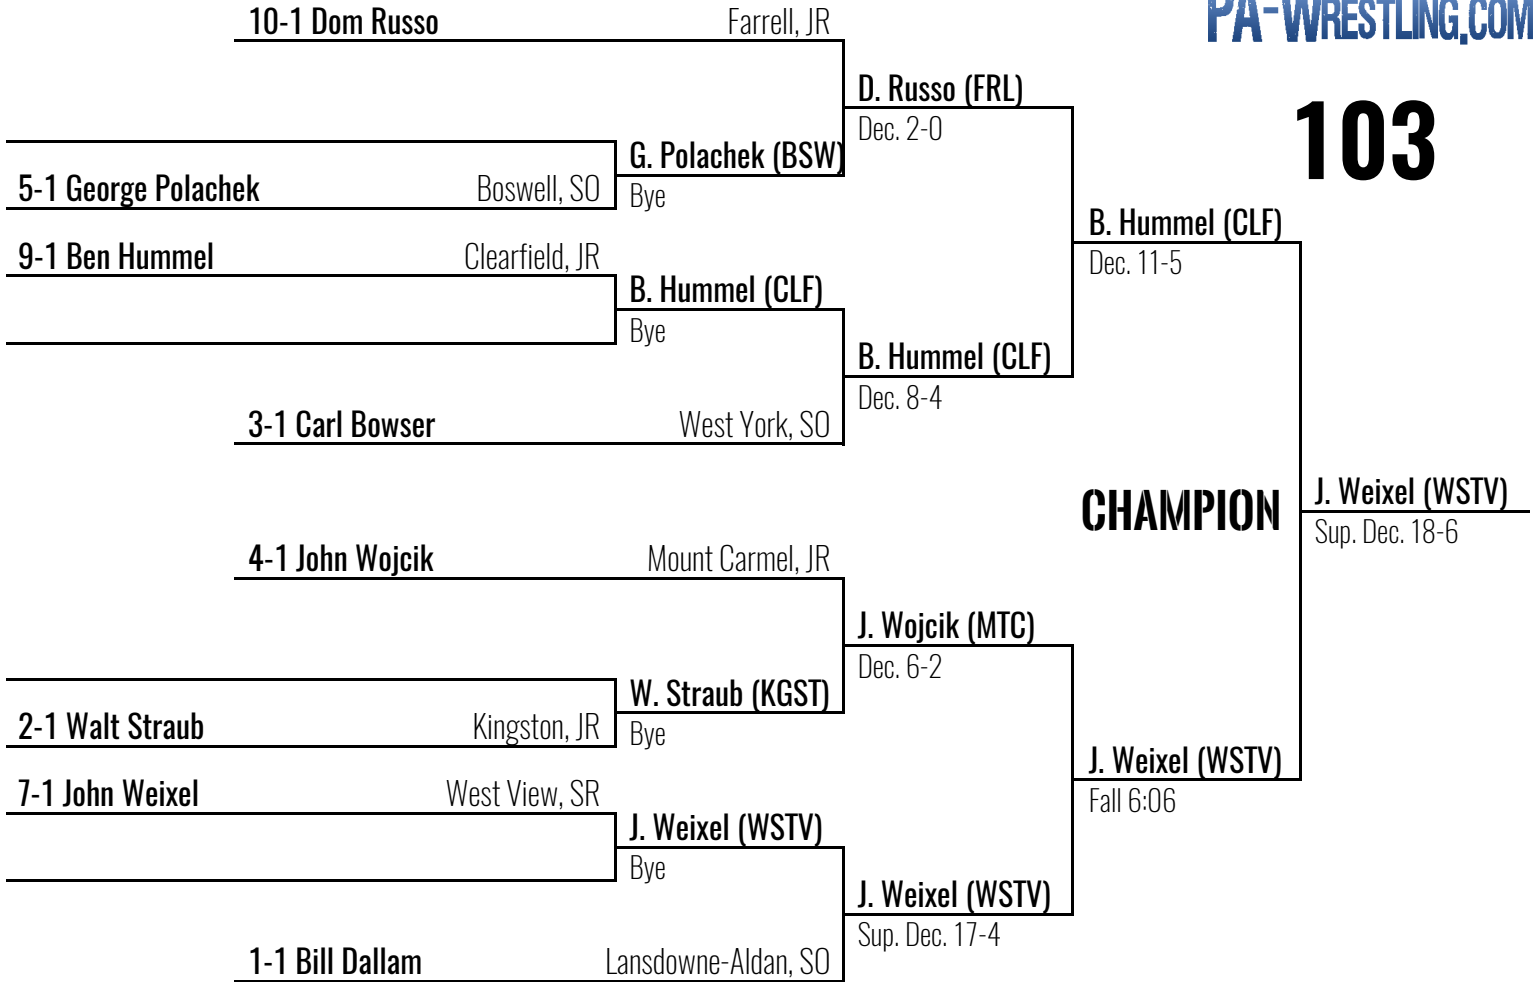 10-1 Dom Russo Farrell, JR
PA-WRESTLING.COM
D. Russo (FRL)
Dec. 2-0
103
G. Polachek (BSW)
Bye
5-1 George Polachek Boswell, SO
B. Hummel (CLF)
Dec. 11-5
9-1 Ben Hummel Clearfield, JR
B. Hummel (CLF)
Bye
B. Hummel (CLF)
Dec. 8-4
3-1 Carl Bowser West York, SO
CHAMPION
J. Weixel (WSTV)
Sup. Dec. 18-6
4-1 John Wojcik Mount Carmel, JR
J. Wojcik (MTC)
Dec. 6-2
W. Straub (KGST)
Bye
2-1 Walt Straub Kingston, JR
J. Weixel (WSTV)
Fall 6:06
7-1 John Weixel West View, SR
J. Weixel (WSTV)
Bye
J. Weixel (WSTV)
Sup. Dec. 17-4
1-1 Bill Dallam Lansdowne-Aldan, SO